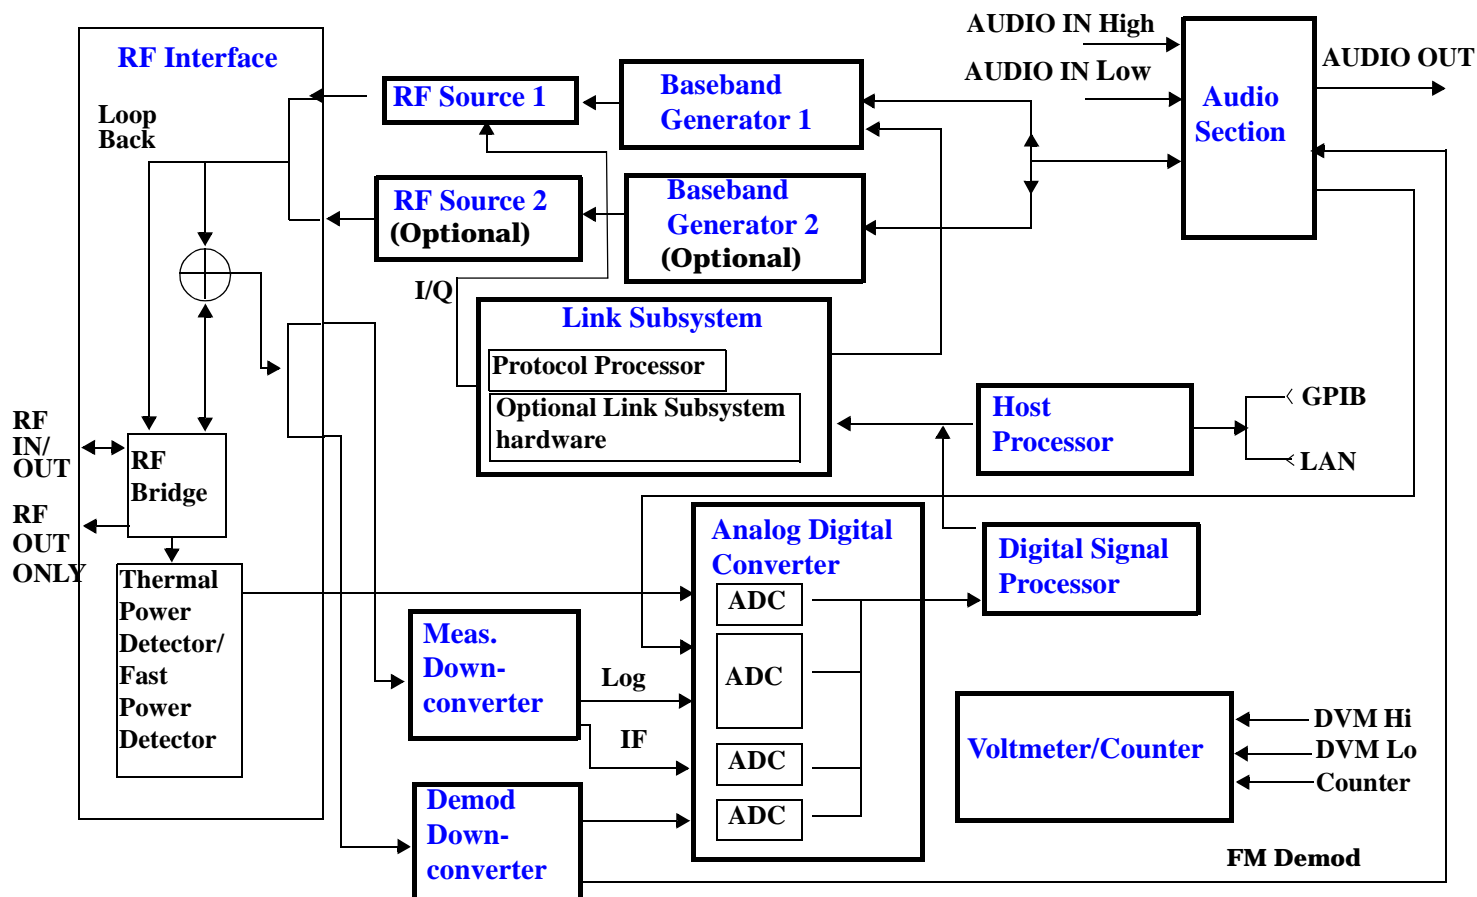 RF Interface
Loop
Back
RF Source 1
Baseband
Generator 1
AUDIO IN High
AUDIO IN Low
Audio
Section
AUDIO OUT
RF Source 2
(Optional)
Baseband
Generator 2
(Optional)
I/Q
Link Subsystem
Protocol Processor
Optional Link Subsystem
hardware
Host
Processor
GPIB
LAN
RF
IN/
OUT
RF
Bridge
RF
OUT
ONLY
Thermal
Power
Detector/
Fast
Power
Detector
Analog Digital
Converter
ADC
ADC
ADC
ADC
Digital Signal
Processor
Meas.
Down-
converter
Log
IF
Voltmeter/Counter
DVM Hi
DVM Lo
Counter
Demod
Down-
converter
FM Demod